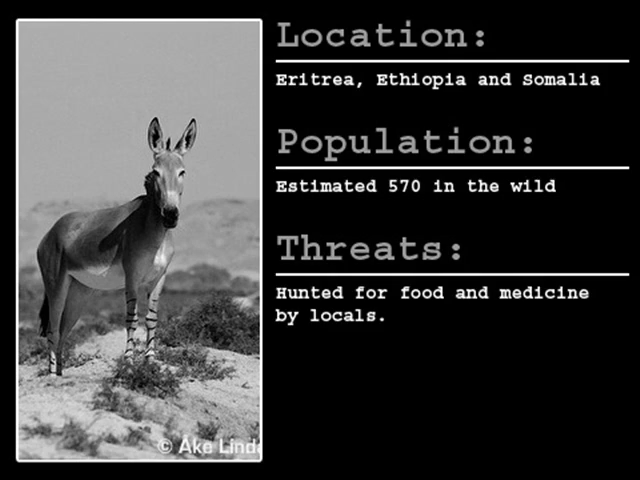 Location:
Eritrea, Ethiopia and Somalia
Population:
Estimated 570 in the wild
Threats:
Hunted for food and medicine
by locals.
© Åke